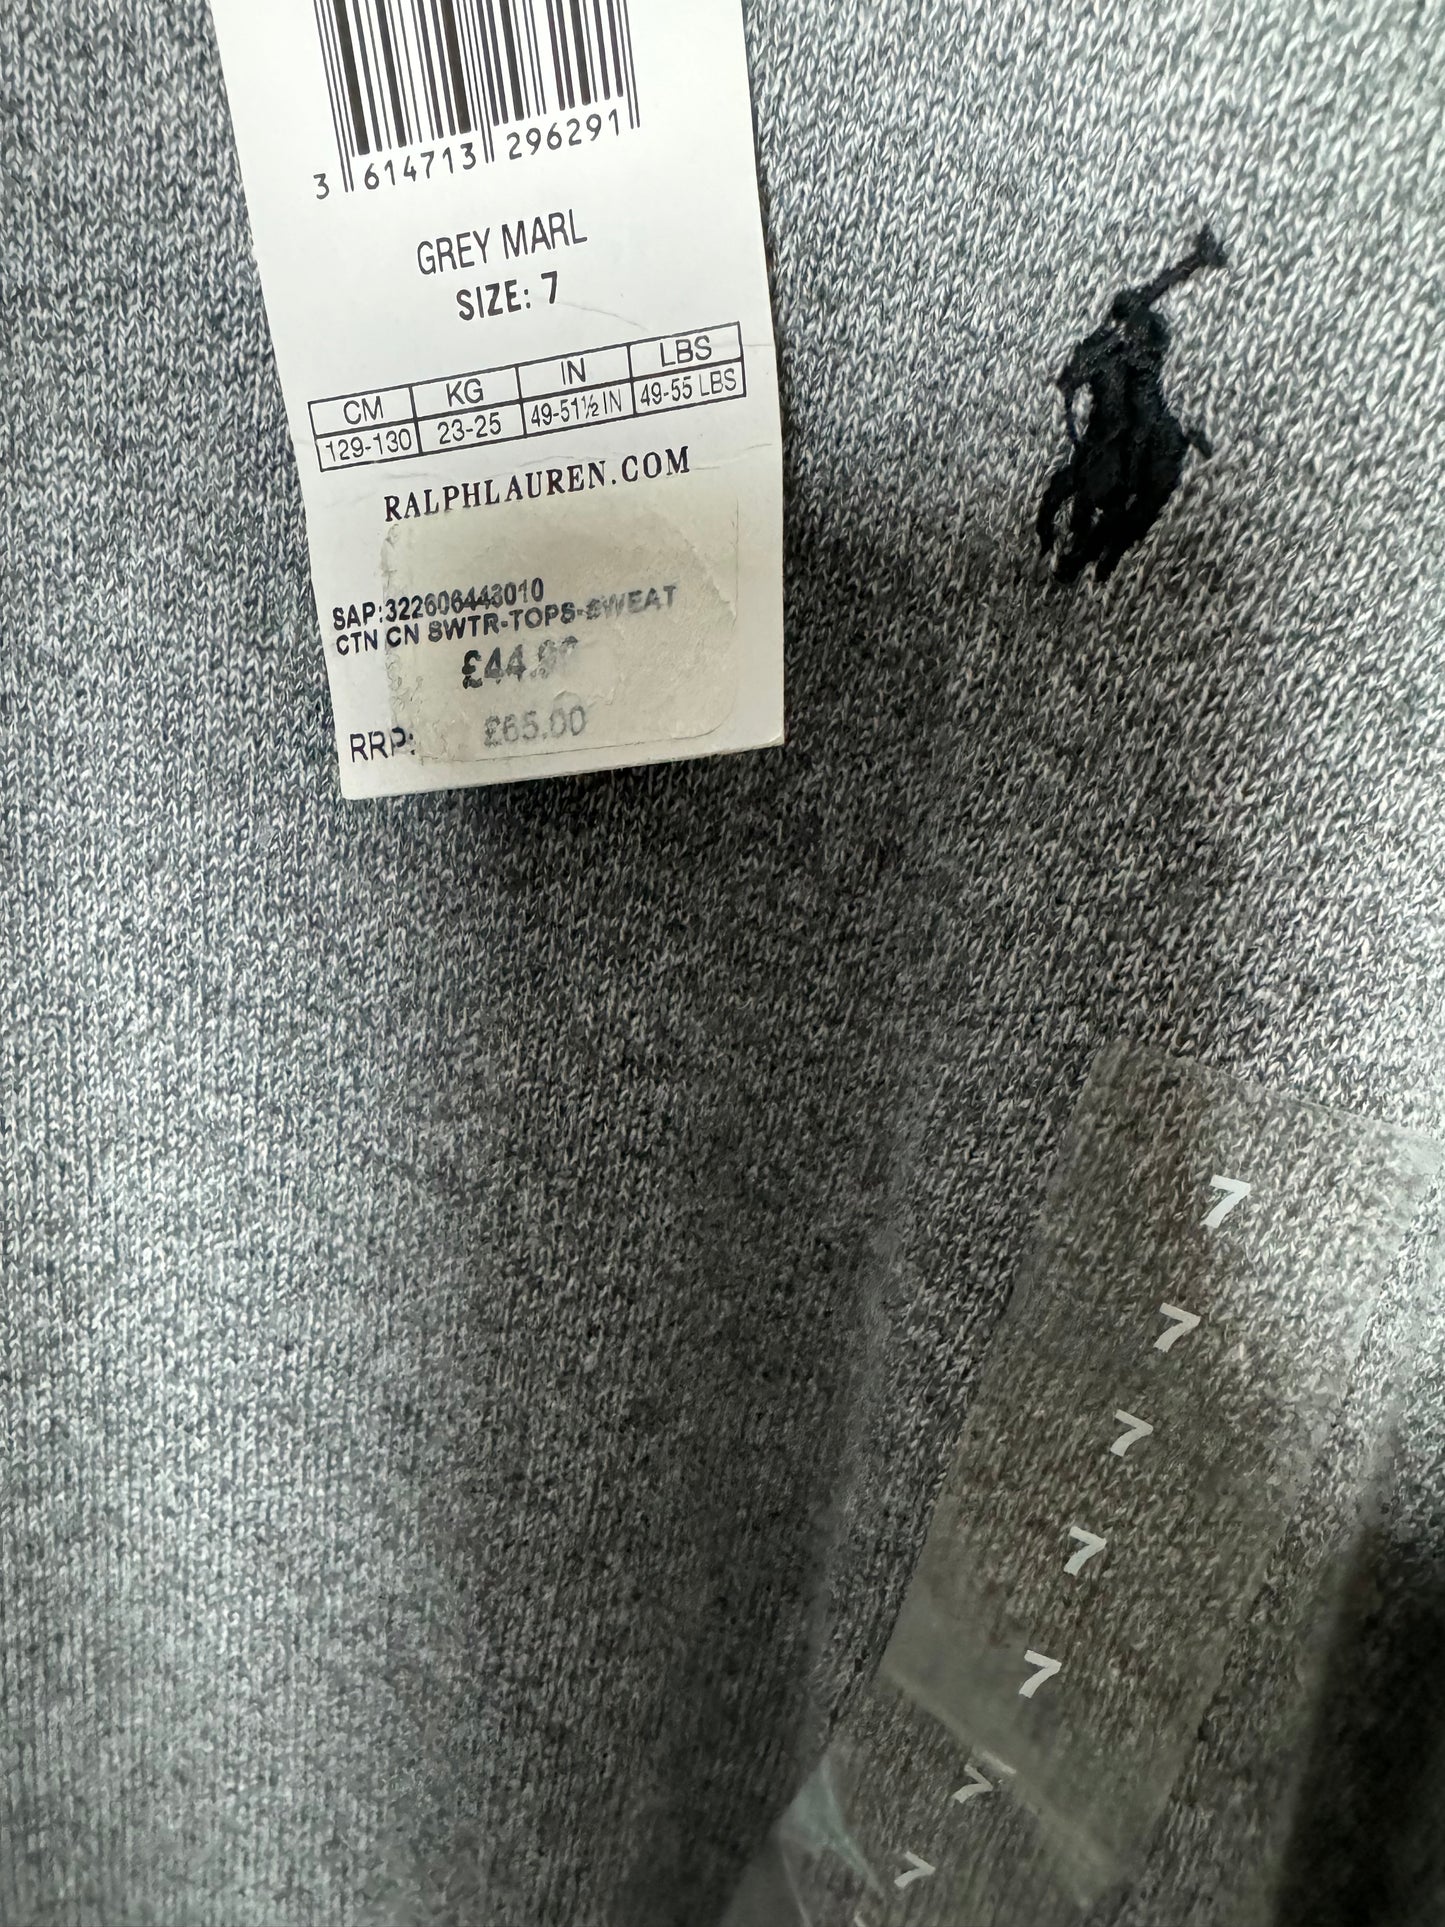 3 614713 296291
GREY MARL
SIZE: 7
CM KG IN LBS
129-130 23-25 49-51½ IN 49-55 LBS
RALPHLAUREN.COM
SAP:322606443010
CTN CN SWTR-TOPS-SWEAT
RRP: £65.00
7
7
7
7
7
7
7